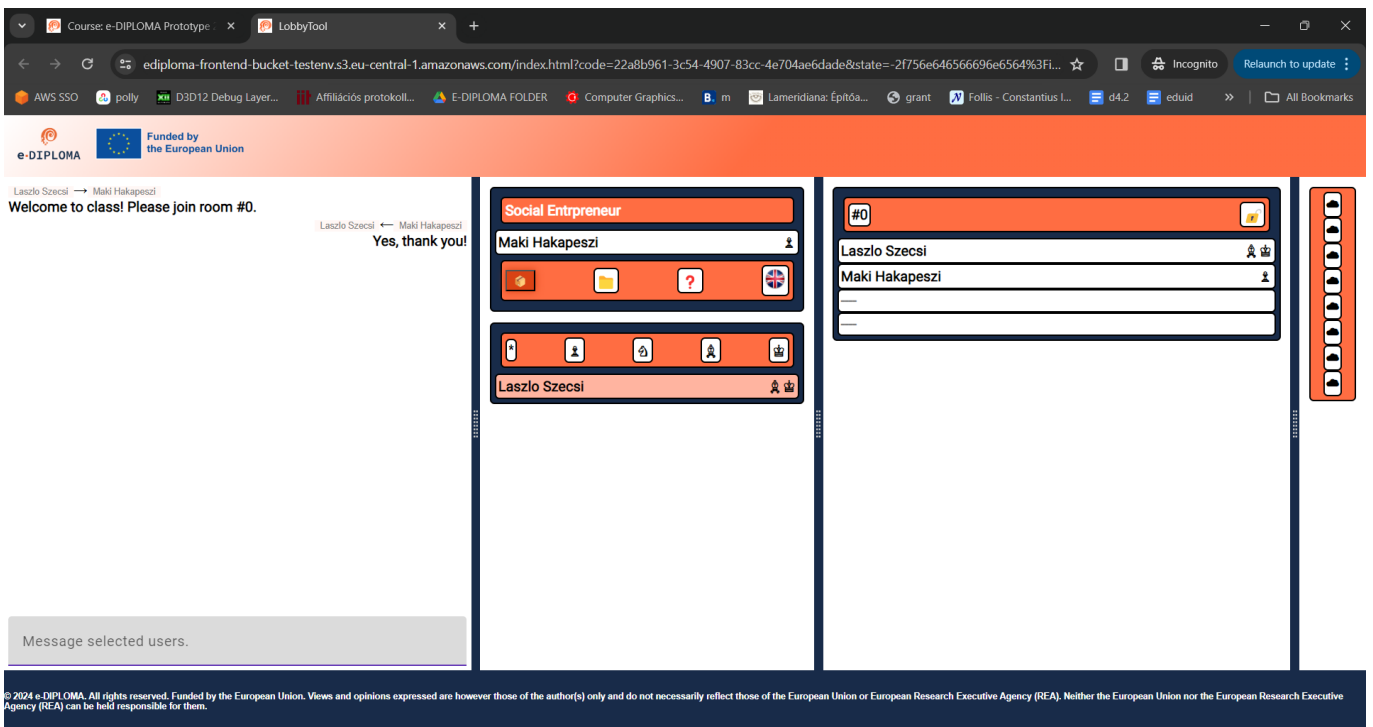 Course: e-DIPLOMA Prototype
LobbyTool
ediploma-frontend-bucket-testenv.s3.eu-central-1.amazonaws.com/index.html?code=22a8b961-3c54-4907-83cc-4e704ae6dade&state=-2f756e646566696e6564%3Fi...
Incognito
Relaunch to update
AWS SSO
polly
D3D12 Debug Layer...
Affiliációs protokoll...
E-DIPLOMA FOLDER
Computer Graphics...
B. m
Lameridiana: Építőa...
grant
N Follis - Constantius I...
d4.2
eduid
»
All Bookmarks
e-DIPLOMA
Funded by
the European Union
Laszlo Szecsi → Maki Hakapeszi
Welcome to class! Please join room #0.
Laszlo Szecsi ← Maki Hakapeszi
Yes, thank you!
Message selected users.
Social Entrpreneur
Maki Hakapeszi
?
*
Laszlo Szecsi
#0
Laszlo Szecsi
Maki Hakapeszi
—
—
© 2024 e-DIPLOMA. All rights reserved. Funded by the European Union. Views and opinions expressed are however those of the author(s) only and do not necessarily reflect those of the European Union or European Research Executive Agency (REA). Neither the European Union nor the European Research Executive
Agency (REA) can be held responsible for them.